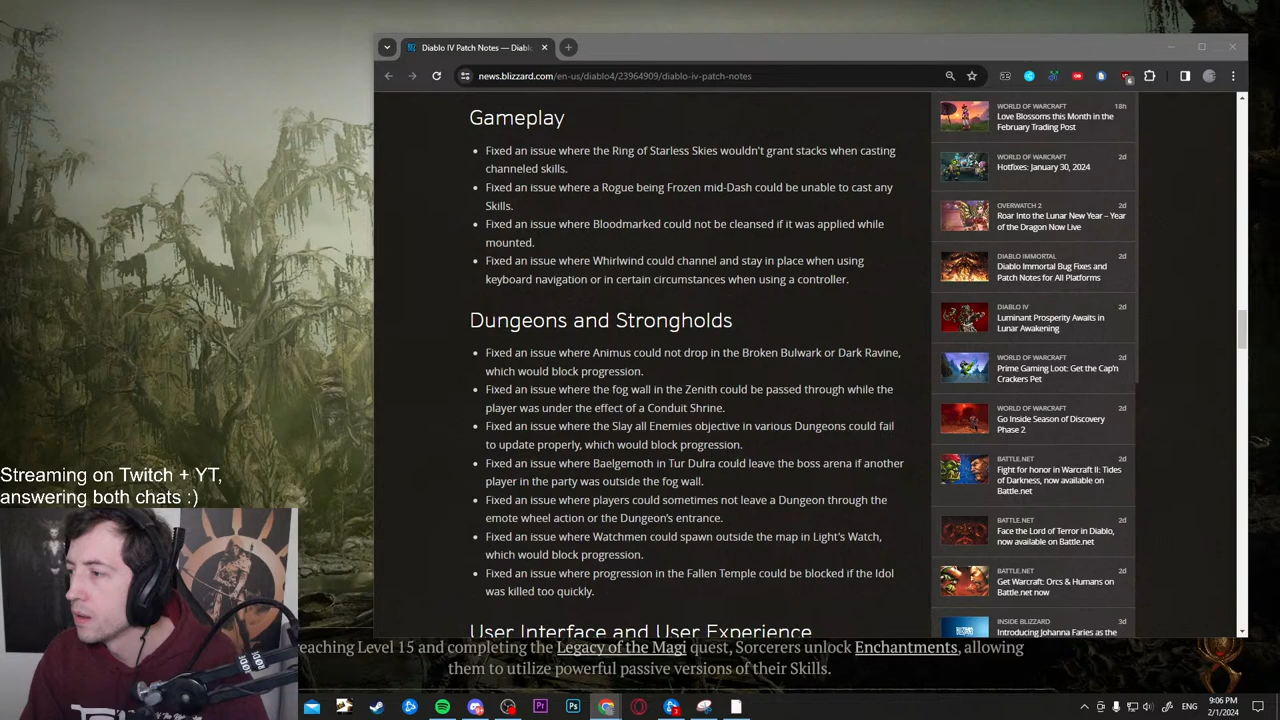 Diablo IV Patch Notes — Diabl
news.blizzard.com/en-us/diablo4/23964909/diablo-iv-patch-notes
6
Gameplay
• Fixed an issue where the Ring of Starless Skies wouldn't grant stacks when casting
channeled skills.
• Fixed an issue where a Rogue being Frozen mid-Dash could be unable to cast any
Skills.
• Fixed an issue where Bloodmarked could not be cleansed if it was applied while
mounted.
• Fixed an issue where Whirlwind could channel and stay in place when using
keyboard navigation or in certain circumstances when using a controller.
Dungeons and Strongholds
• Fixed an issue where Animus could not drop in the Broken Bulwark or Dark Ravine,
which would block progression.
• Fixed an issue where the fog wall in the Zenith could be passed through while the
player was under the effect of a Conduit Shrine.
• Fixed an issue where the Slay all Enemies objective in various Dungeons could fail
to update properly, which would block progression.
• Fixed an issue where Baelgemoth in Tur Dulra could leave the boss arena if another
player in the party was outside the fog wall.
• Fixed an issue where players could sometimes not leave a Dungeon through the
emote wheel action or the Dungeon's entrance.
• Fixed an issue where Watchmen could spawn outside the map in Light's Watch,
which would block progression.
• Fixed an issue where progression in the Fallen Temple could be blocked if the Idol
was killed too quickly.
User Interface and User Experience
WORLD OF WARCRAFT 18h
Love Blossoms this Month in the
February Trading Post
WORLD OF WARCRAFT 2d
Hotfixes: January 30, 2024
OVERWATCH 2 2d
Roar Into the Lunar New Year – Year
of the Dragon Now Live
DIABLO IMMORTAL 2d
Diablo Immortal Bug Fixes and
Patch Notes for All Platforms
DIABLO IV 2d
Luminant Prosperity Awaits in
Lunar Awakening
WORLD OF WARCRAFT 2d
Prime Gaming Loot: Get the Cap'n
Crackers Pet
WORLD OF WARCRAFT 2d
Go Inside Season of Discovery
Phase 2
BATTLE.NET 2d
Fight for honor in Warcraft II: Tides
of Darkness, now available on
Battle.net
BATTLE.NET 2d
Face the Lord of Terror in Diablo,
now available on Battle.net
BATTLE.NET 2d
Get Warcraft: Orcs & Humans on
Battle.net now
INSIDE BLIZZARD 3d
Introducing Johanna Faries as the
Streaming on Twitch + YT,
answering both chats :)
eaching Level 15 and completing the Legacy of the Magi quest, Sorcerers unlock Enchantments, allowing
them to utilize powerful passive versions of their Skills.
RØDE
RØDE
Pr
Ps
3
ENG
9:06 PM
2/1/2024